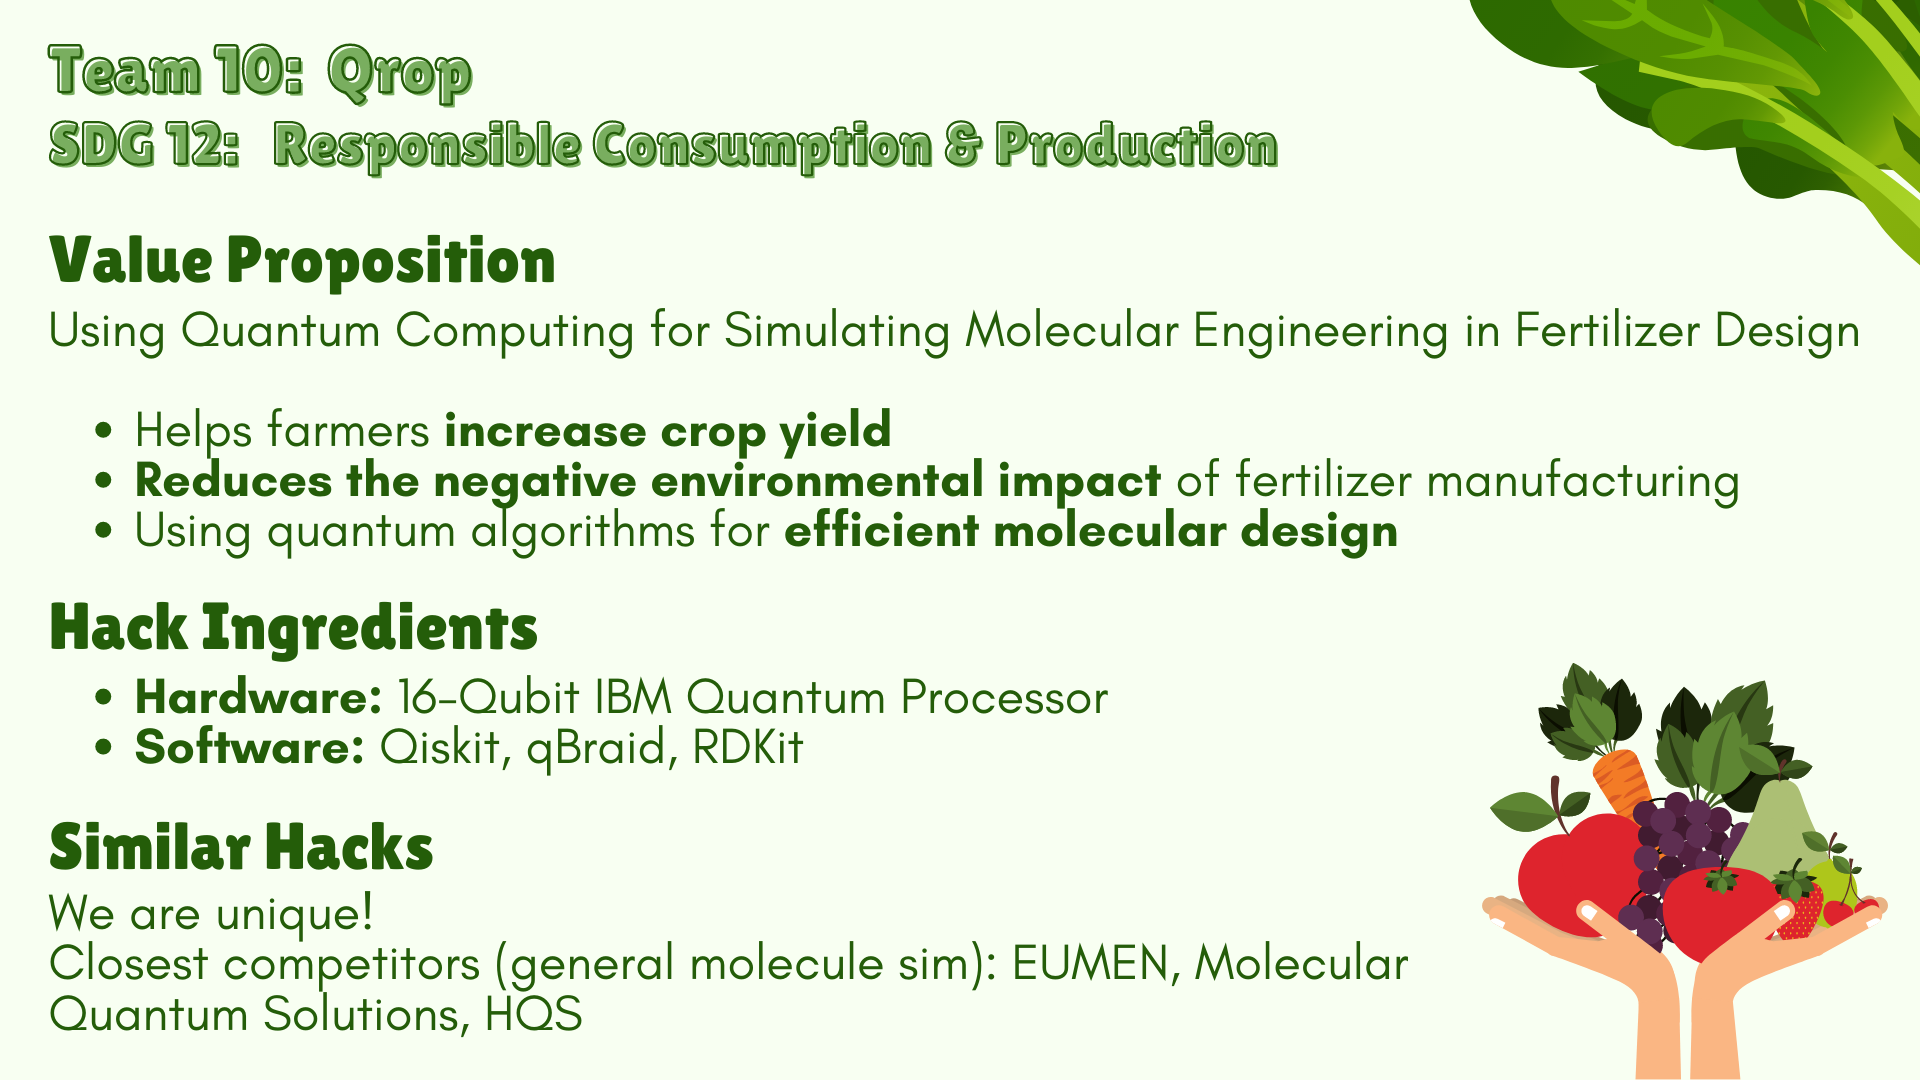 Team 10: Qrop
SDG 12: Responsible Consumption & Production
Value Proposition
Using Quantum Computing for Simulating Molecular Engineering in Fertilizer Design
• Helps farmers increase crop yield
• Reduces the negative environmental impact of fertilizer manufacturing
• Using quantum algorithms for efficient molecular design
Hack Ingredients
• Hardware: 16-Qubit IBM Quantum Processor
• Software: Qiskit, qBraid, RDKit
Similar Hacks
We are unique!
Closest competitors (general molecule sim): EUMEN, Molecular
Quantum Solutions, HQS